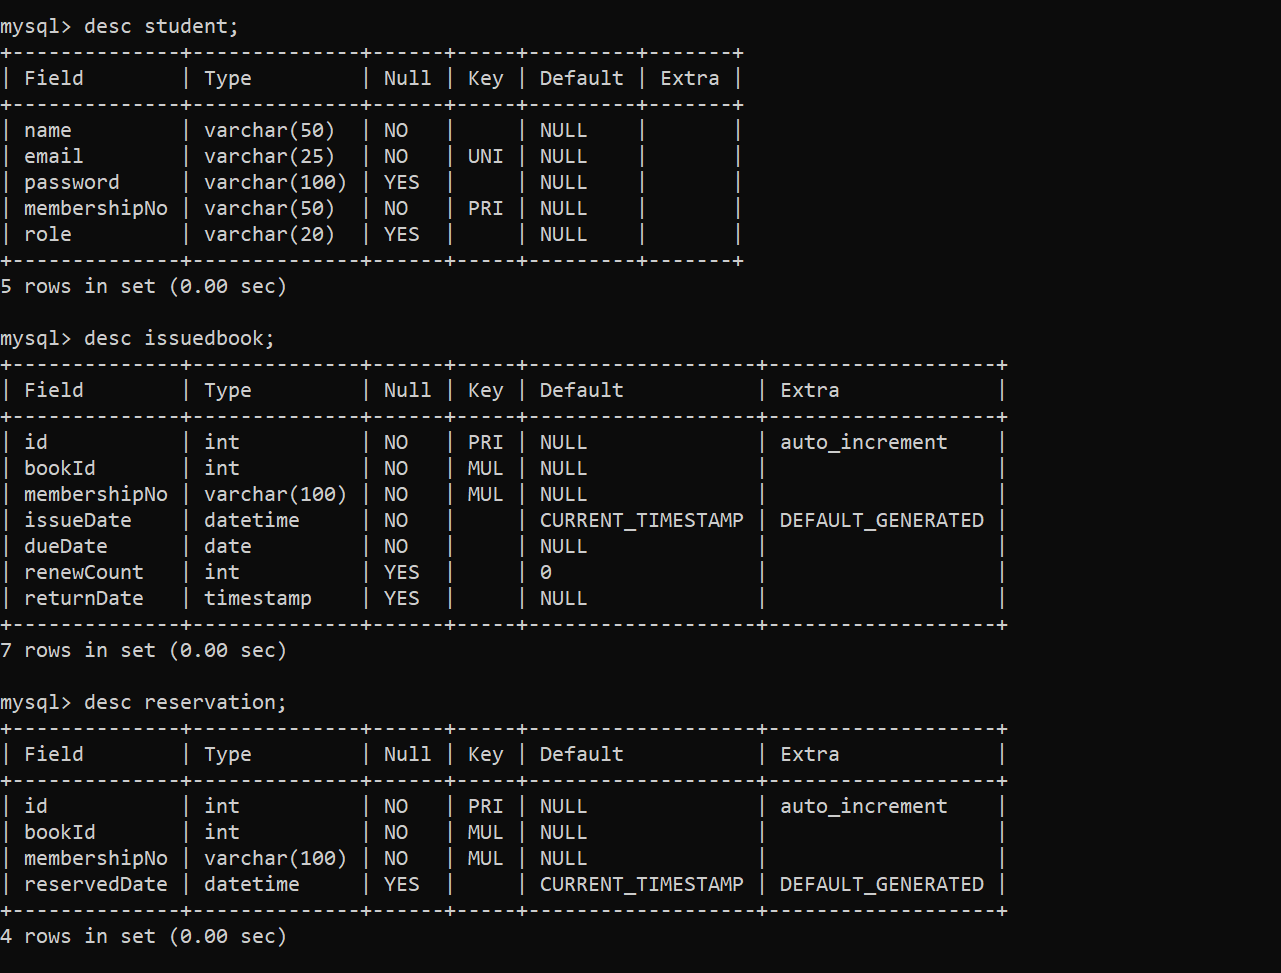 mysql> desc student;
+--------------+--------------+------+-----+---------+-------+
| Field        | Type         | Null | Key | Default | Extra |
+--------------+--------------+------+-----+---------+-------+
| name         | varchar(50)  | NO   |     | NULL    |       |
| email        | varchar(25)  | NO   | UNI | NULL    |       |
| password     | varchar(100) | YES  |     | NULL    |       |
| membershipNo | varchar(50)  | NO   | PRI | NULL    |       |
| role         | varchar(20)  | YES  |     | NULL    |       |
+--------------+--------------+------+-----+---------+-------+
5 rows in set (0.00 sec)

mysql> desc issuedbook;
+--------------+--------------+------+-----+-------------------+-------------------+
| Field        | Type         | Null | Key | Default           | Extra             |
+--------------+--------------+------+-----+-------------------+-------------------+
| id           | int          | NO   | PRI | NULL              | auto_increment    |
| bookId       | int          | NO   | MUL | NULL              |                   |
| membershipNo | varchar(100) | NO   | MUL | NULL              |                   |
| issueDate    | datetime     | NO   |     | CURRENT_TIMESTAMP | DEFAULT_GENERATED |
| dueDate      | date         | NO   |     | NULL              |                   |
| renewCount   | int          | YES  |     | 0                 |                   |
| returnDate   | timestamp    | YES  |     | NULL              |                   |
+--------------+--------------+------+-----+-------------------+-------------------+
7 rows in set (0.00 sec)

mysql> desc reservation;
+--------------+--------------+------+-----+-------------------+-------------------+
| Field        | Type         | Null | Key | Default           | Extra             |
+--------------+--------------+------+-----+-------------------+-------------------+
| id           | int          | NO   | PRI | NULL              | auto_increment    |
| bookId       | int          | NO   | MUL | NULL              |                   |
| membershipNo | varchar(100) | NO   | MUL | NULL              |                   |
| reservedDate | datetime     | YES  |     | CURRENT_TIMESTAMP | DEFAULT_GENERATED |
+--------------+--------------+------+-----+-------------------+-------------------+
4 rows in set (0.00 sec)